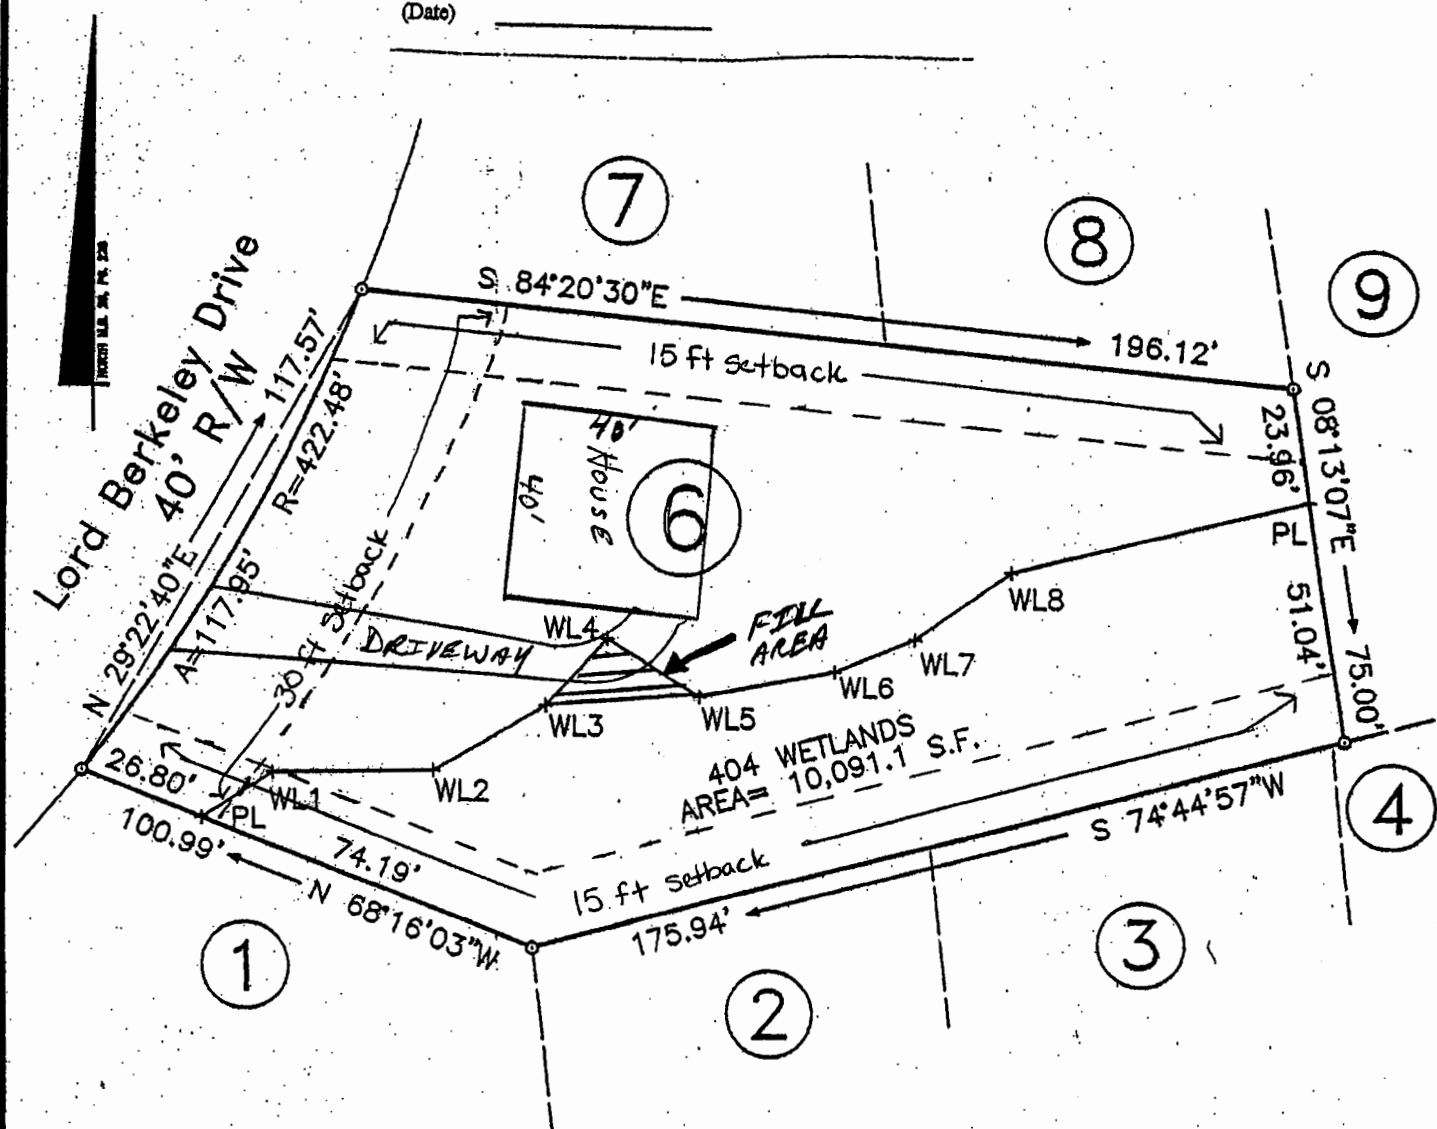 (Date)
7
8
9
Lord Berkeley Drive
40' R/W
S 84°20'30"E
196.12'
15 ft setback
N 29°22'40"E
117.57'
R=422.48'
A=117.95'
30 ft Setback
40'
House
40'
6
S 08°13'07"E
75.00'
23.96'
PL
51.04'
WL8
WL4
DRIVEWAY
FILL
AREA
WL7
WL6
WL5
WL3
404 WETLANDS
AREA= 10,091.1 S.F.
WL2
WL1
PL
26.80'
100.99'
74.19'
N 68°16'03"W
15 ft setback
S 74°44'57"W
175.94'
4
1
3
2